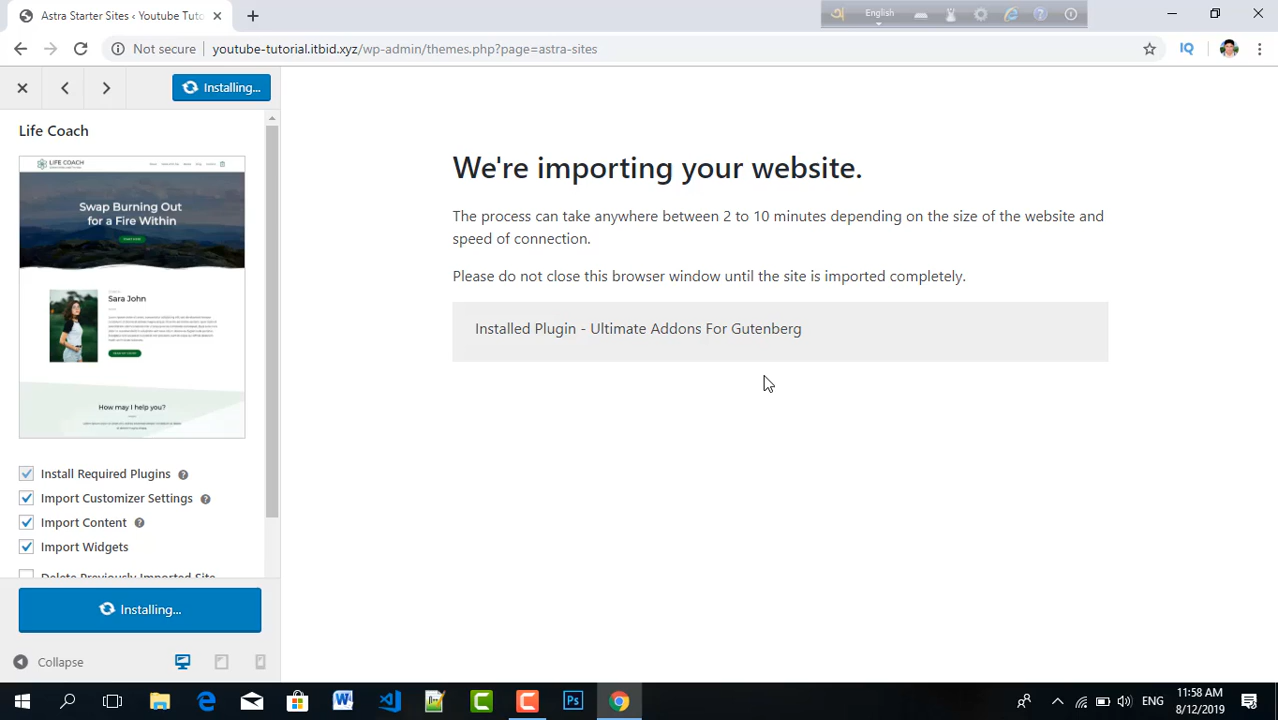 Astra Starter Sites ‹ Youtube Tuto
English
Not secure
youtube-tutorial.itbid.xyz/wp-admin/themes.php?page=astra-sites
IQ
Installing...
Life Coach
LIFE COACH
Swap Burning Out
for a Fire Within
Sara John
How may I help you?
Install Required Plugins
Import Customizer Settings
Import Content
Import Widgets
Delete Previously Imported Site
Installing...
Collapse
We're importing your website.
The process can take anywhere between 2 to 10 minutes depending on the size of the website and
speed of connection.
Please do not close this browser window until the site is imported completely.
Installed Plugin - Ultimate Addons For Gutenberg
ENG
11:58 AM
8/12/2019